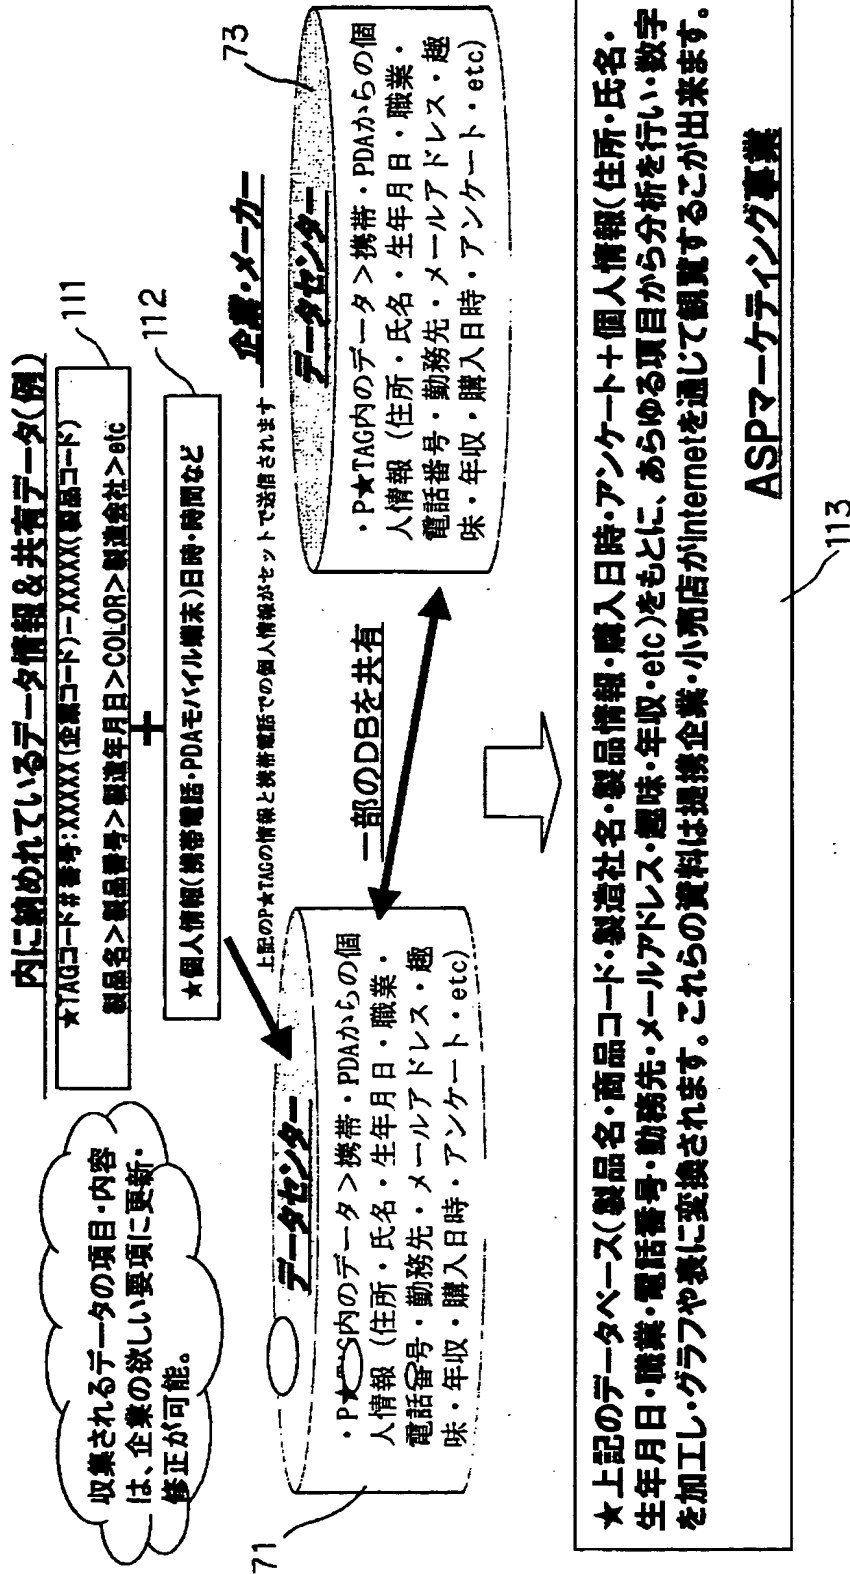 内に納めれているデータ情報&共有データ(例)
★TAGコード#番号:XXXXX(企業コード)-XXXXX(製品コード)
製品名>製品番号>製造年月日>COLOR>製造会社>etc
111
+
★個人情報(携帯電話・PDAモバイル端末)日時・時間など
112
収集されるデータの項目・内容
は、企業の欲しい要項に更新・
修正が可能。
上記のP★TAGの情報と携帯電話での個人情報がセットで送信されます
企業・メーカー
データセンター
・P★TAG内のデータ>携帯・PDAからの個
人情報(住所・氏名・生年月日・職業・
電話番号・勤務先・メールアドレス・趣
味・年収・購入日時・アンケート・etc)
71
一部のDBを共有
データセンター
・P★TAG内のデータ>携帯・PDAからの個
人情報(住所・氏名・生年月日・職業・
電話番号・勤務先・メールアドレス・趣
味・年収・購入日時・アンケート・etc)
73
★上記のデータベース(製品名・商品コード・製造社名・製品情報・購入日時・アンケート+個人情報(住所・氏名・
生年月日・職業・電話番号・勤務先・メールアドレス・趣味・年収・etc)をもとに、あらゆる項目から分析を行い・数字
を加工し・グラフや表に変換されます。これらの資料は提携企業・小売店がInternetを通じて観覧するこが出来ます。
ASPマーケティング事業
113